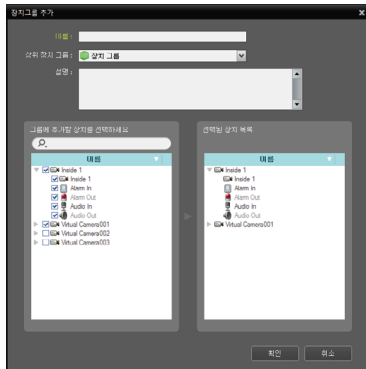 장치그룹 추가
이름 :
상위 장치 그룹 :
장치 그룹
설명 :
그룹에 추가할 장치를 선택하세요
이름
Inside 1
Inside 1
Alarm In
Alarm Out
Audio In
Audio Out
Virtual Camera001
Virtual Camera002
Virtual Camera003
선택된 장치 목록
이름
Inside 1
Inside 1
Alarm In
Alarm Out
Audio In
Audio Out
Virtual Camera001
확인
취소